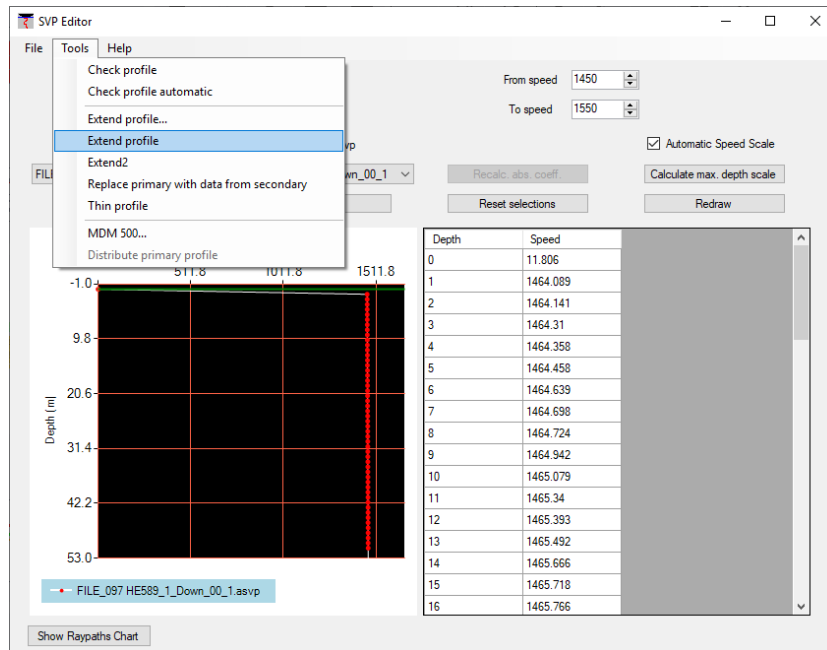 SVP Editor
File Tools Help
Check profile
Check profile automatic
Extend profile...
Extend profile
Extend2
Replace primary with data from secondary
Thin profile
MDM 500...
Distribute primary profile
From speed 1450
To speed 1550
Automatic Speed Scale
Recalc. abs. coeff.
Calculate max. depth scale
Reset selections
Redraw
511.8 1011.8 1511.8
-1.0
9.8
20.6
31.4
42.2
53.0
Depth [m]
FILE_097 HE589_1_Down_00_1.asvp
Depth Speed
0 11.806
1 1464.089
2 1464.141
3 1464.31
4 1464.358
5 1464.458
6 1464.639
7 1464.698
8 1464.724
9 1464.942
10 1465.079
11 1465.34
12 1465.393
13 1465.492
14 1465.666
15 1465.718
16 1465.766
Show Raypaths Chart